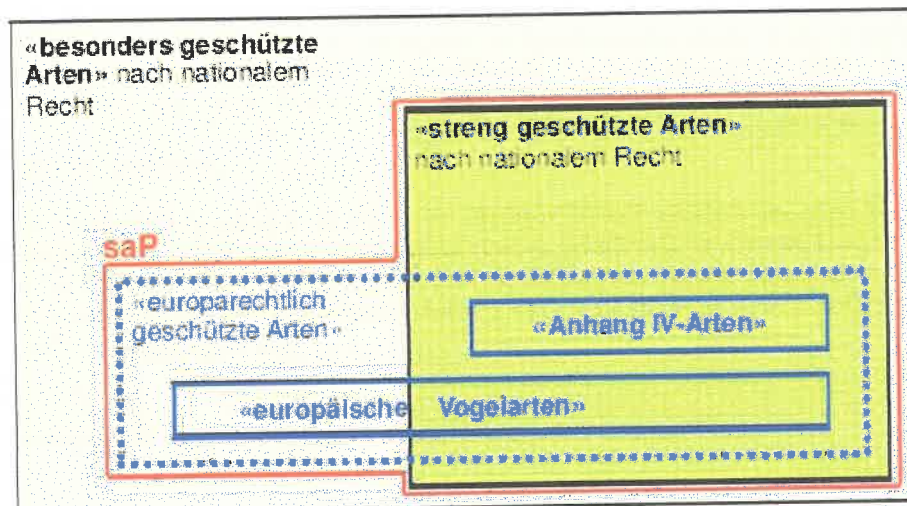 «besonders geschützte
Arten» nach nationalem
Recht
«streng geschützte Arten»
nach nationalem Recht
saP
«europarechtlich
geschützte Arten»
«Anhang IV-Arten»
«europäische Vogelarten»